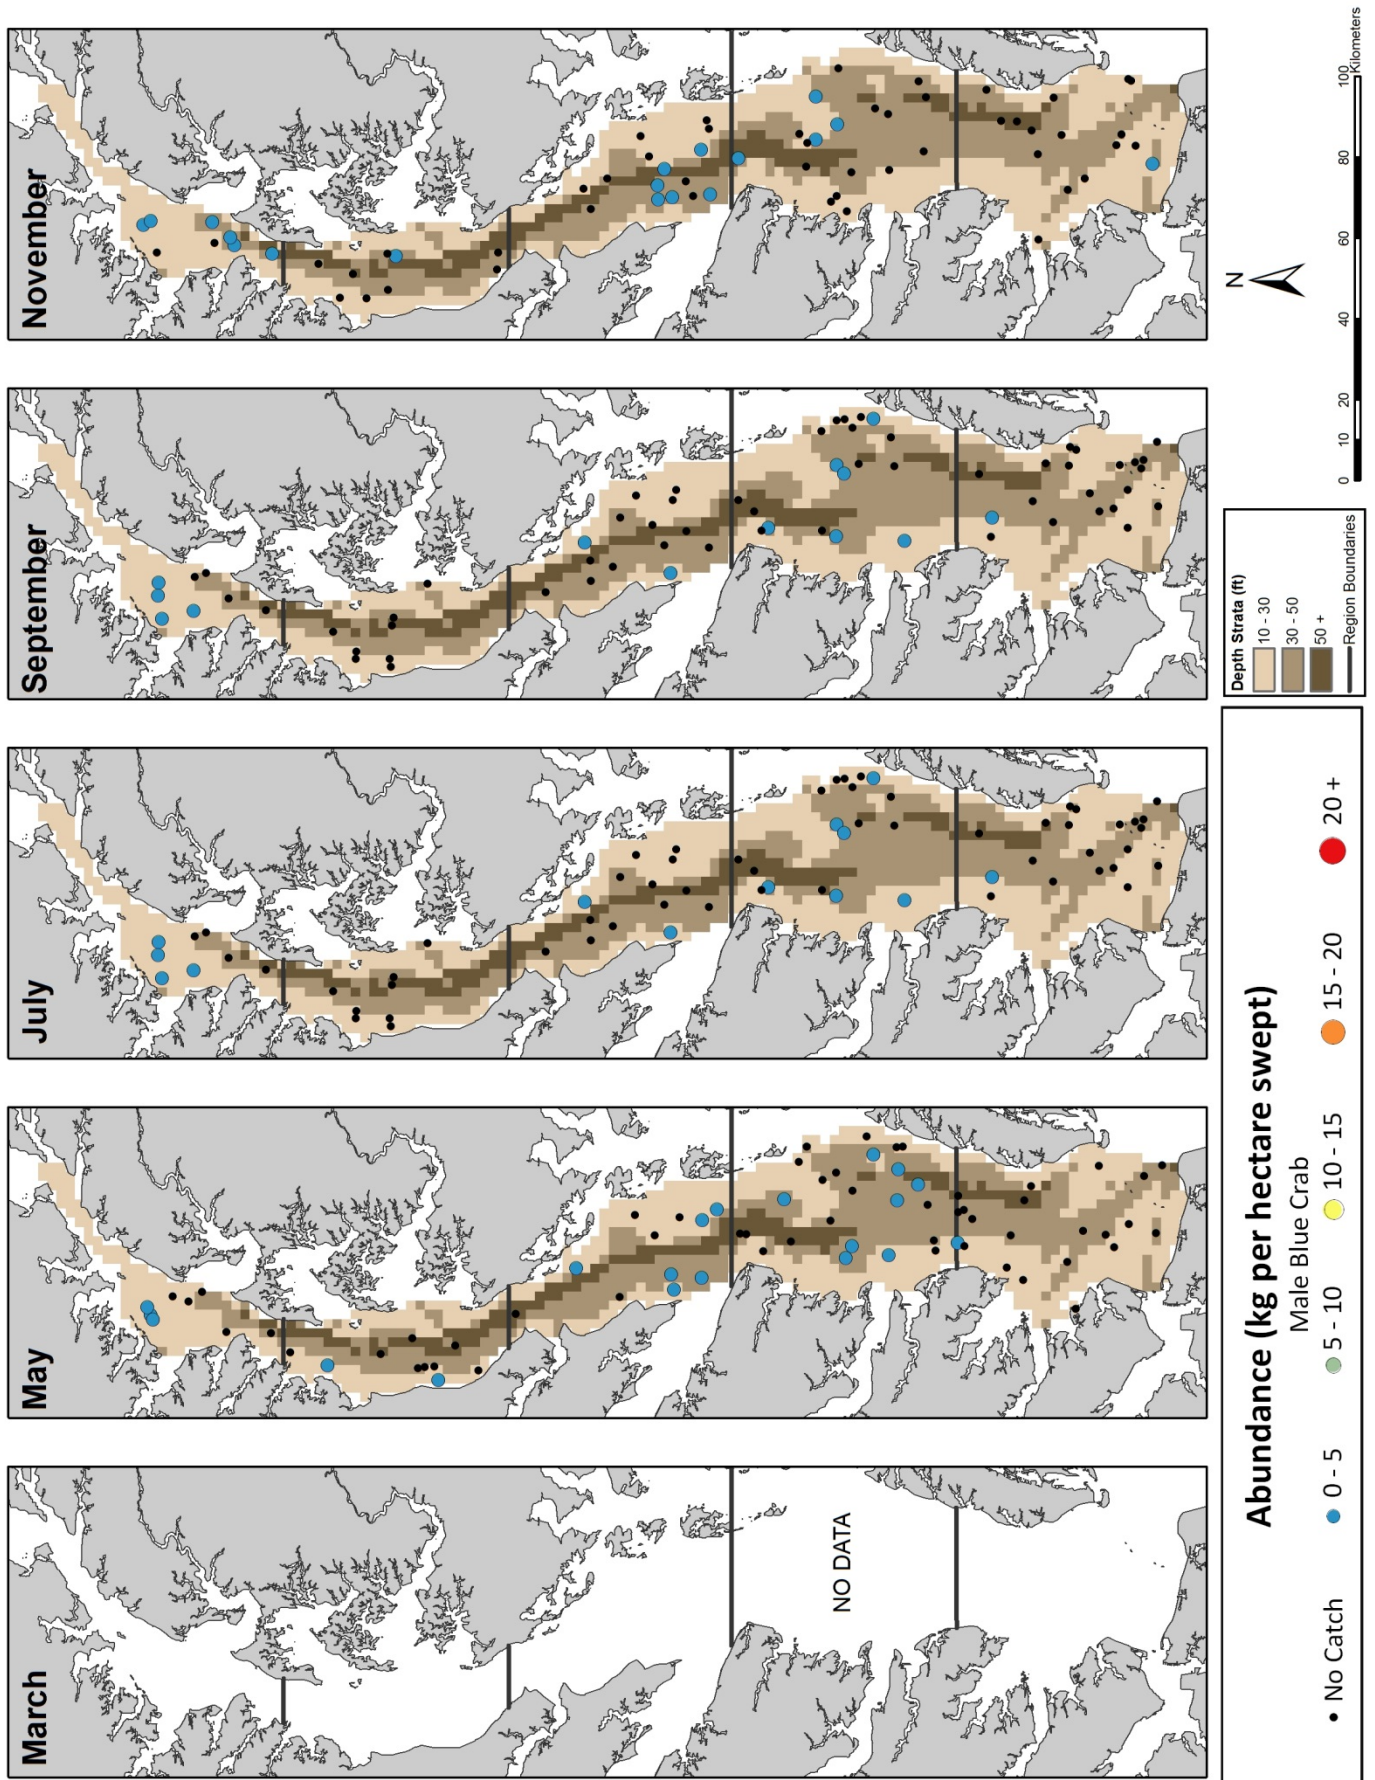 March
May
July
September
November
NO DATA
Abundance (kg per hectare swept)
Male Blue Crab
No Catch
0 - 5
5 - 10
10 - 15
15 - 20
20 +
Depth Strata (ft)
10 - 30
30 - 50
50 +
Region Boundaries
N
0 10 20 40 60 80 100
Kilometers